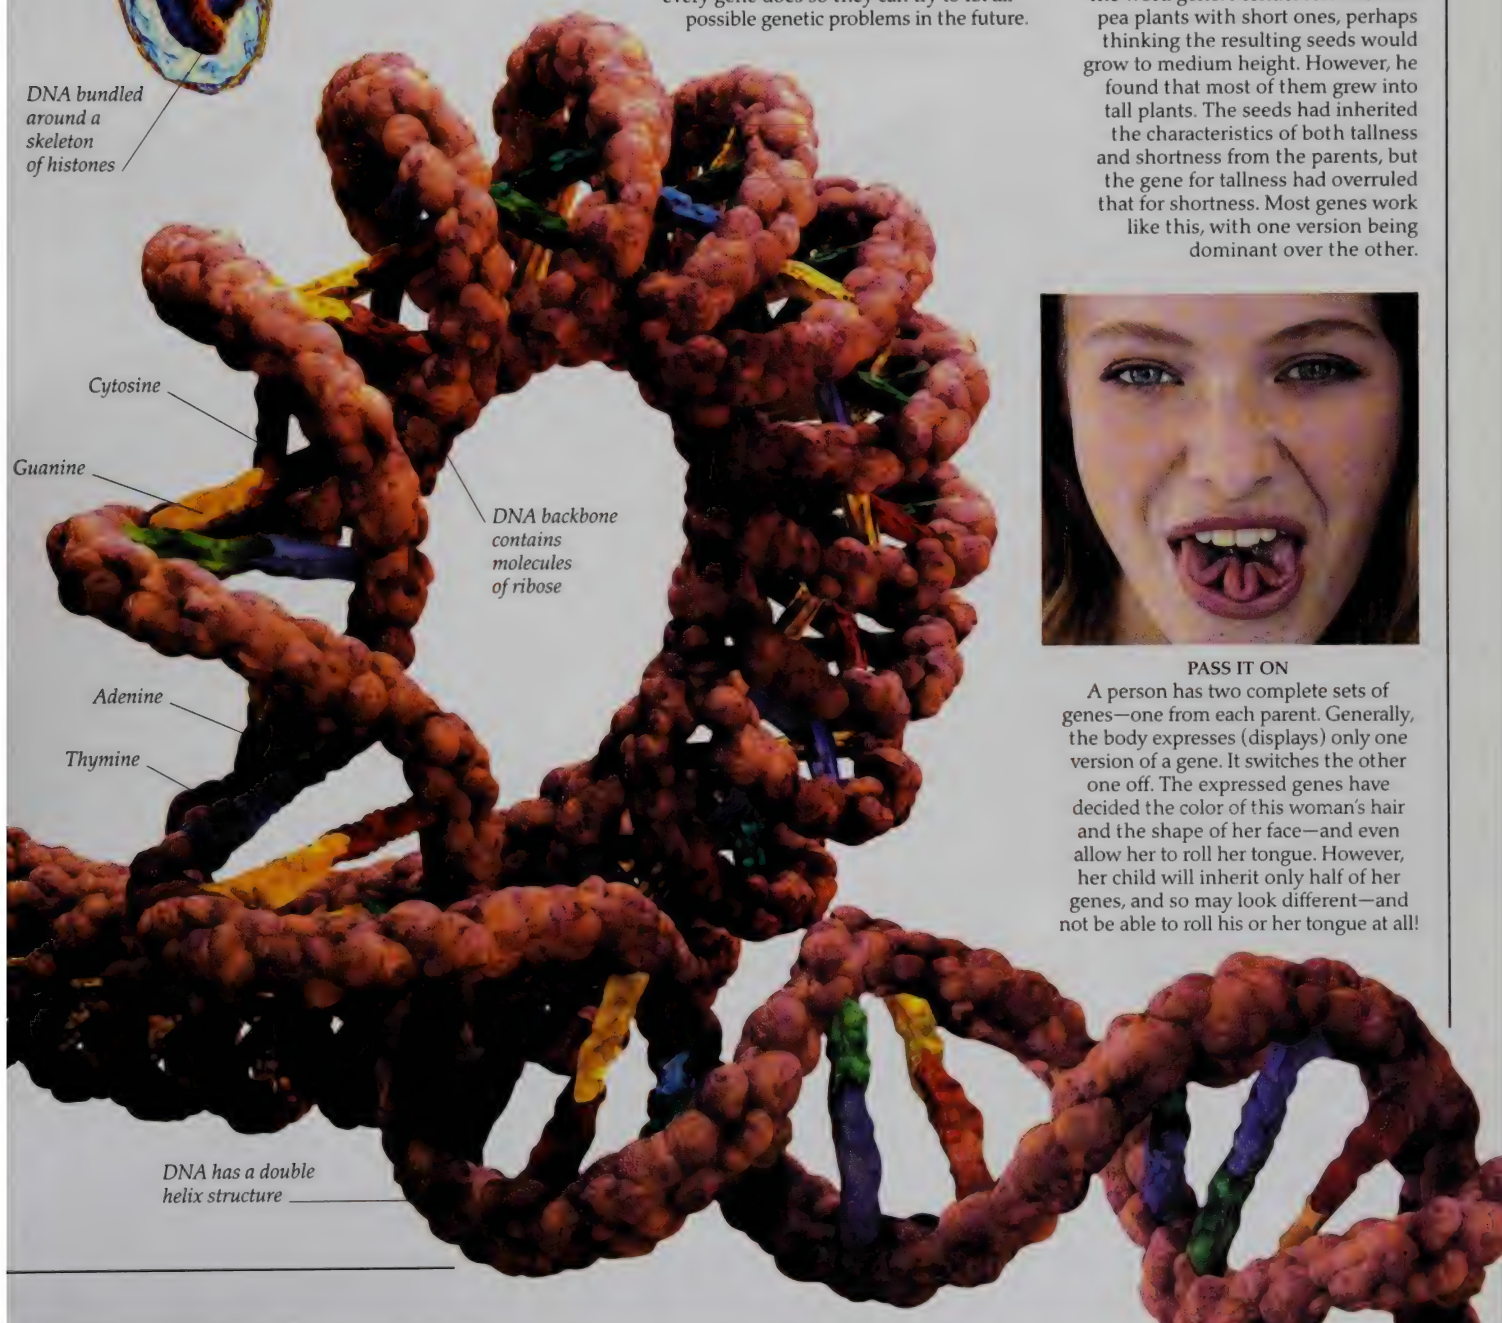 possible genetic problems in the future.
pea plants with short ones, perhaps
thinking the resulting seeds would
grow to medium height. However, he
found that most of them grew into
tall plants. The seeds had inherited
the characteristics of both tallness
and shortness from the parents, but
the gene for tallness had overruled
that for shortness. Most genes work
like this, with one version being
dominant over the other.
DNA bundled
around a
skeleton
of histones
Cytosine
Guanine
DNA backbone
contains
molecules
of ribose
Adenine
Thymine
DNA has a double
helix structure
PASS IT ON
A person has two complete sets of
genes—one from each parent. Generally,
the body expresses (displays) only one
version of a gene. It switches the other
one off. The expressed genes have
decided the color of this woman's hair
and the shape of her face—and even
allow her to roll her tongue. However,
her child will inherit only half of her
genes, and so may look different—and
not be able to roll his or her tongue at all!